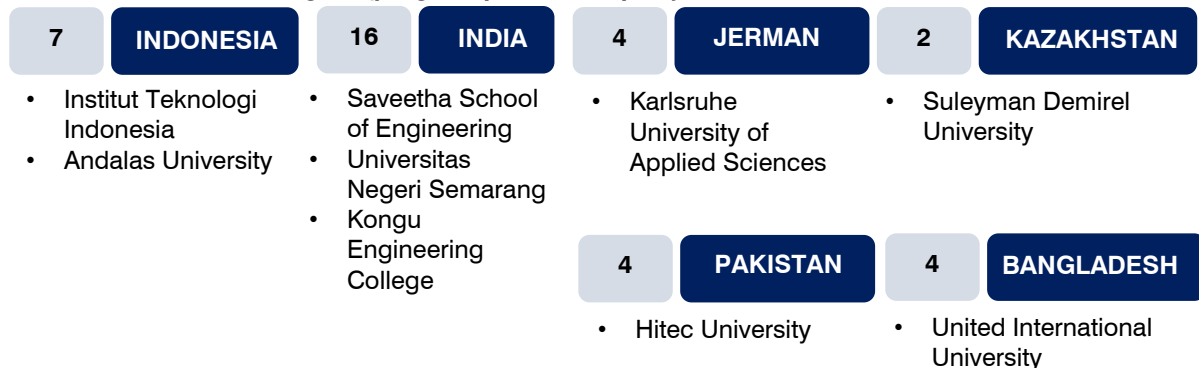 7 INDONESIA
• Institut Teknologi
Indonesia
• Andalas University
16 INDIA
• Saveetha School
of Engineering
• Universitas
Negeri Semarang
• Kongu
Engineering
College
4 JERMAN
• Karlsruhe
University of
Applied Sciences
2 KAZAKHSTAN
• Suleyman Demirel
University
4 PAKISTAN
• Hitec University
4 BANGLADESH
• United International
University